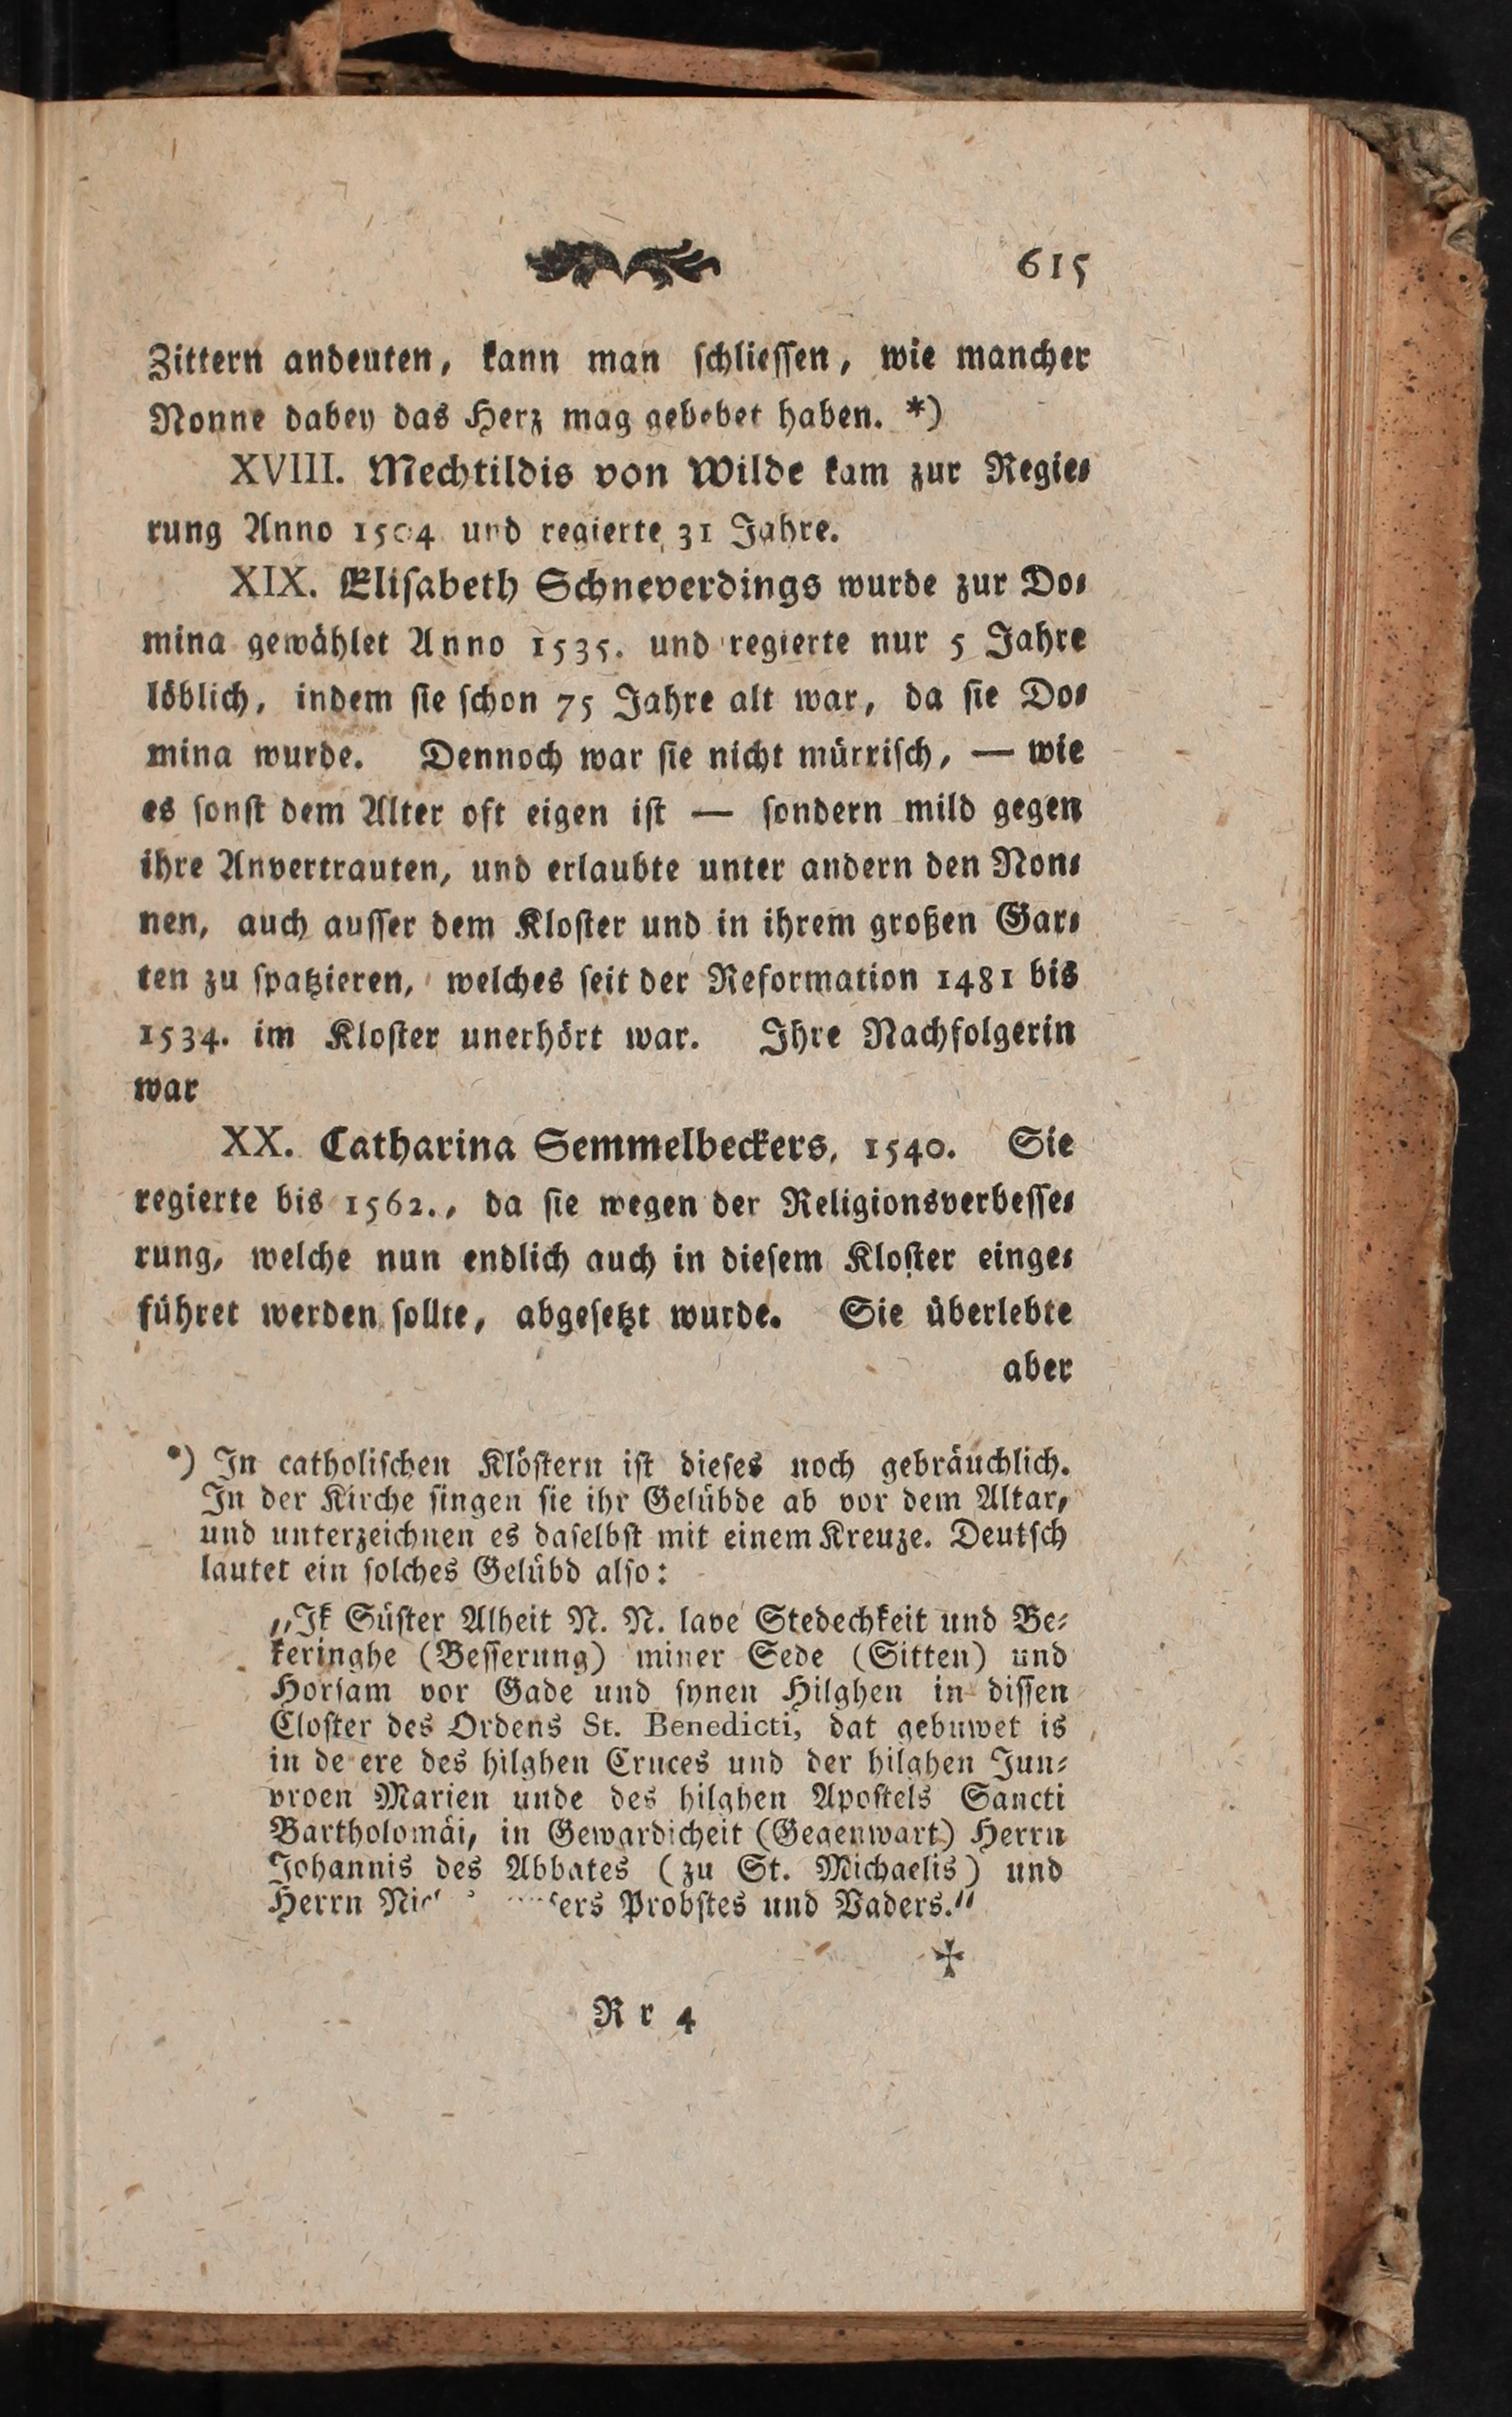 615
Zittern andeuten, kann man ſchlieſſen, wie mancher
Nonne dabey das Herz mag gebebet haben. *)
XVIII. Mechtildis von Wilde kam zur Regie⸗
rung Anno 1504 und regierte 31 Jahre.
XIX. Eliſabeth Schneverdings wurde zur Do⸗
mina gewählet Anno 1535. und regierte nur 5 Jahre
löblich, indem ſie ſchon 75 Jahre alt war, da ſie Do⸗
mina wurde. Dennoch war ſie nicht mürriſch, — wie
es ſonſt dem Alter oft eigen iſt — ſondern mild gegen
ihre Anvertrauten, und erlaubte unter andern den Non⸗
nen, auch auſſer dem Kloſter und in ihrem großen Gar⸗
ten zu ſpatzieren, welches ſeit der Reformation 1481 bis
1534. im Kloſter unerhört war. Ihre Nachfolgerin
war
XX. Catharina Semmelbeckers, 1540. Sie
regierte bis 1562., da ſie wegen der Religionsverbeſſe⸗
rung, welche nun endlich auch in dieſem Kloſter einge⸗
führet werden ſollte, abgeſetzt wurde. Sie überlebte
aber
*) In catholiſchen Klöſtern iſt dieſes noch gebräuchlich.
In der Kirche ſingen ſie ihr Gelübde ab vor dem Altar,
und unterzeichnen es daſelbſt mit einem Kreuze. Deutſch
lautet ein ſolches Gelübd alſo:
„Ik Süſter Alheit N. N. lave Stedechkeit und Be⸗
keringhe (Beſſerung) miner Sede (Sitten) und
Horſam vor Gade und ſynen Hilghen in diſſen
Cloſter des Ordens St. Benedicti, dat gebuwet is
in de ere des hilghen Cruces und der hilghen Jun⸗
vroen Marien unde des hilghen Apoſtels Sancti
Bartholomäi, in Gewardicheit (Gegenwart) Herrn
Johannis des Abbates (zu St. Michaelis) und
Herrn Probſtes und Vaders.“
Rr 4